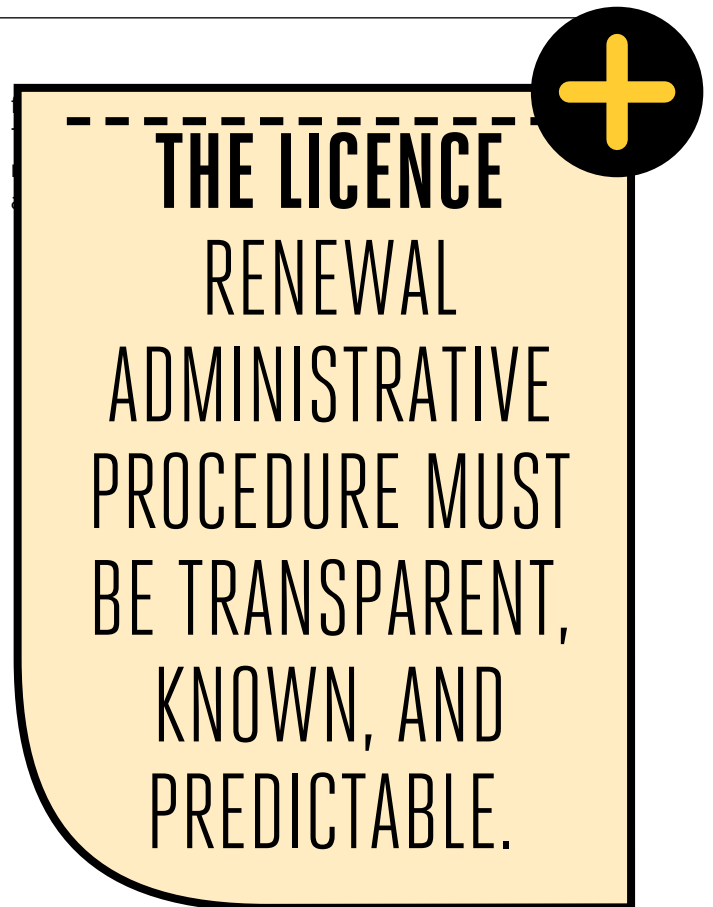 THE LICENCE
RENEWAL
ADMINISTRATIVE
PROCEDURE MUST
BE TRANSPARENT,
KNOWN, AND
PREDICTABLE.